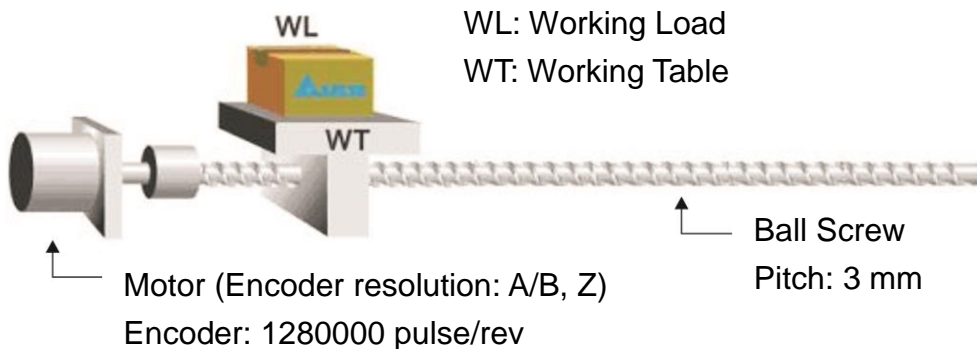 WL
WL: Working Load
WT: Working Table
WT
Ball Screw
Pitch: 3 mm
Motor (Encoder resolution: A/B, Z)
Encoder: 1280000 pulse/rev